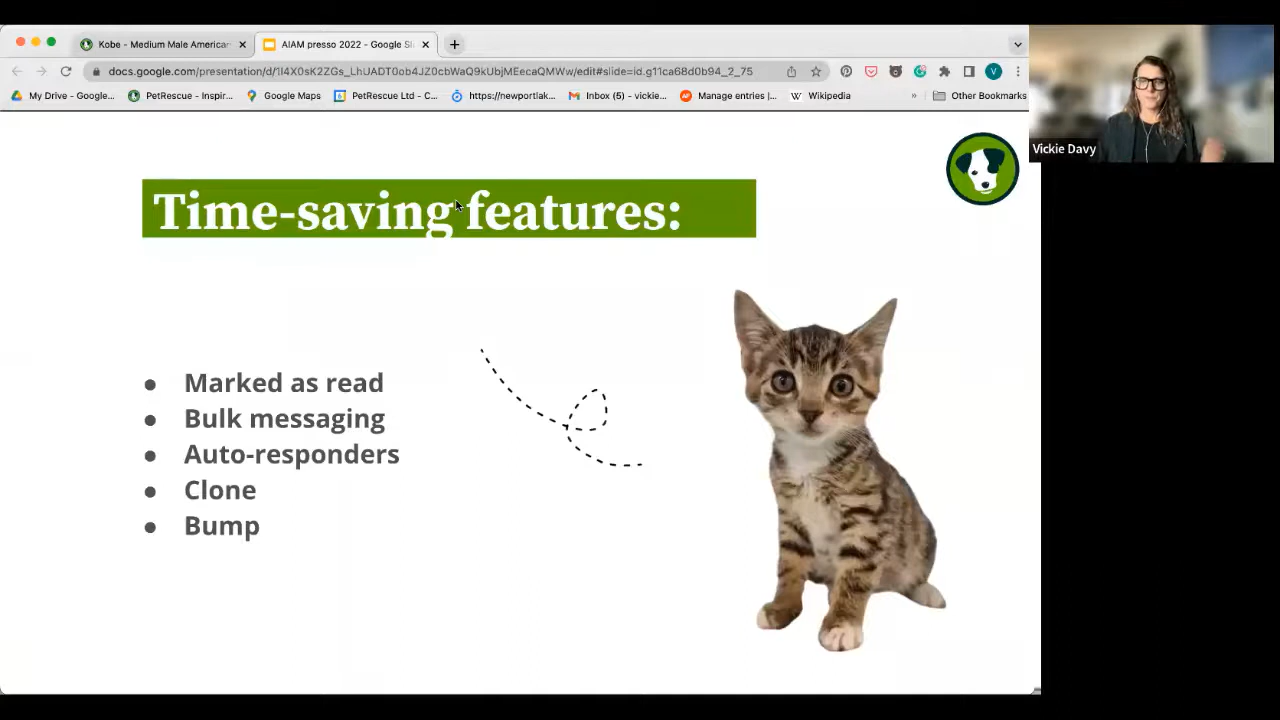 Kobe - Medium Male American
AIAM presso 2022 - Google Sli
docs.google.com/presentation/d/1I4X0sK2ZGs_LhUADT0ob4JZ0cbWaQ9kUbjMEecaQMWw/edit#slide=id.g11ca68d0b94_2_75
V
My Drive - Google...
PetRescue - Inspir...
Google Maps
PetRescue Ltd - C...
https://newportlak...
Inbox (5) - vickie...
Manage entries |...
Wikipedia
»
Other Bookmarks
Vickie Davy
Time-saving features:
● Marked as read
● Bulk messaging
● Auto-responders
● Clone
● Bump